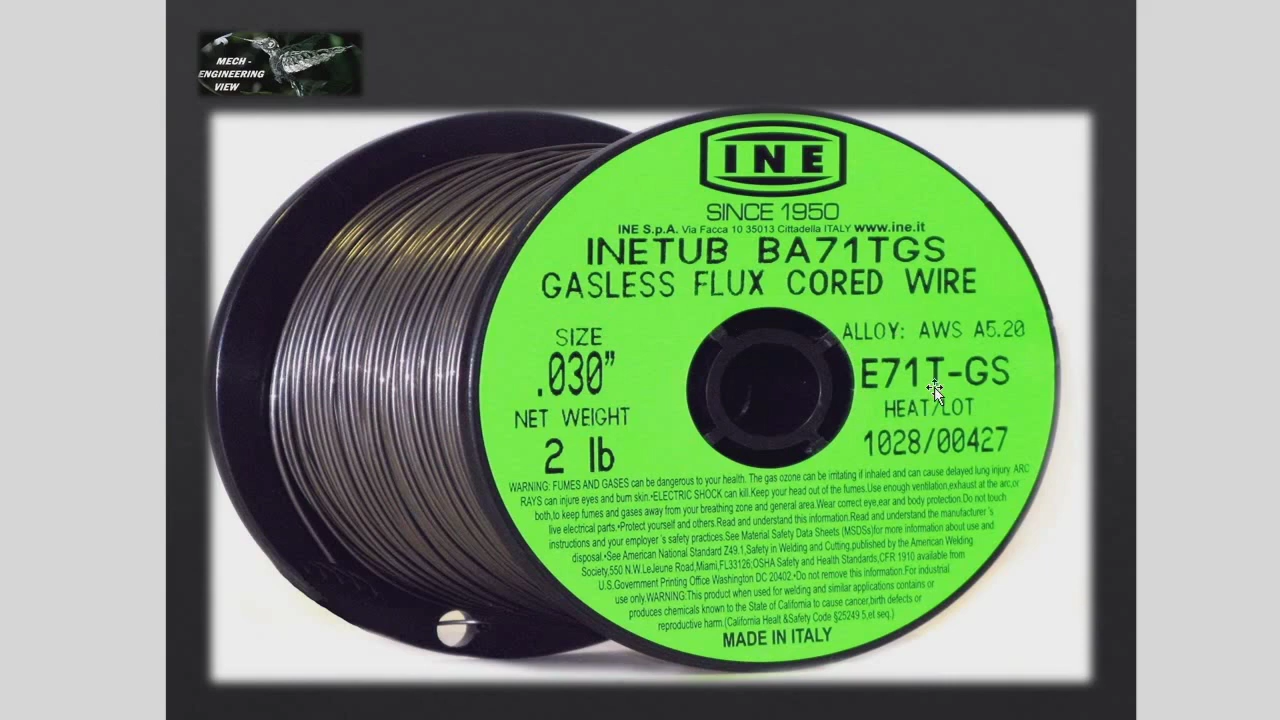 MECH -
ENGINEERING
VIEW
INE
SINCE 1950
INE S.p.A. Via Facca 10 35013 Cittadella ITALY www.ine.it
INETUB BA71TGS
GASLESS FLUX CORED WIRE
SIZE
.030”
NET WEIGHT
2 lb
ALLOY: AWS A5.20
E71T-GS
HEAT/LOT
1028/00427
WARNING: FUMES AND GASES can be dangerous to your health. The gas ozone can be irritating if inhaled and can cause delayed lung injury. ARC
RAYS can injure eyes and burn skin.•ELECTRIC SHOCK can kill.Keep your head out of the fumes.Use enough ventilation,exhaust at the arc,or
both,to keep fumes and gases away from your breathing zone and general area.Wear correct eye,ear and body protection.Do not touch
live electrical parts.•Protect yourself and others.Read and understand this information.Read and understand the manufacturer 's
instructions and your employer 's safety practices.See Material Safety Data Sheets (MSDSs)for more information about use and
disposal.•See American National Standard Z49.1,Safety in Welding and Cutting,published by the American Welding
Society,550 N.W.LeJeune Road,Miami,FL33126;OSHA Safety and Health Standards,CFR 1910 available from
U.S.Government Printing Office Washington DC 20402.•Do not remove this information.For industrial
use only.WARNING:This product when used for welding and similar applications contains or
produces chemicals known to the State of California to cause cancer,birth defects or
reproductive harm.(California Healt &Safety Code §25249 5,et seq.)
MADE IN ITALY